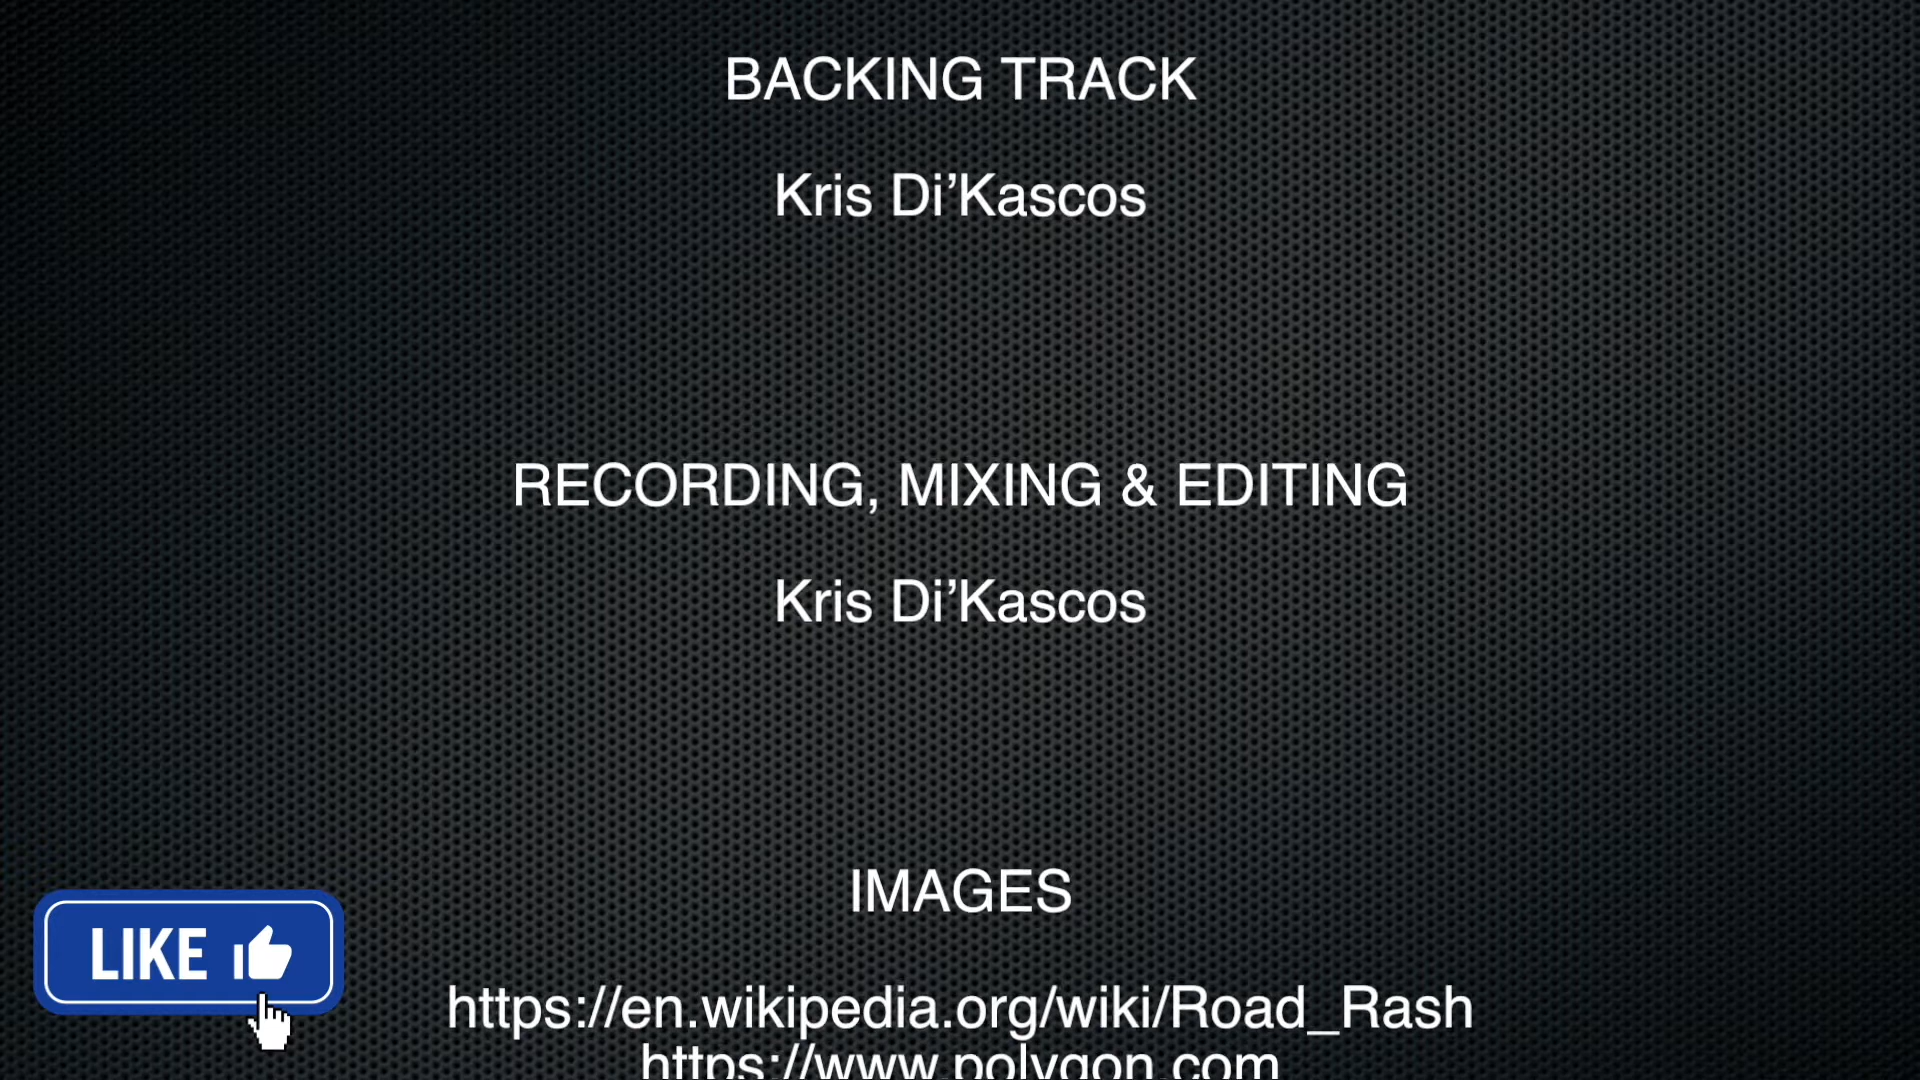 BACKING TRACK
Kris Di’Kascos
RECORDING, MIXING & EDITING
Kris Di’Kascos
IMAGES
LIKE
https://en.wikipedia.org/wiki/Road_Rash
https://www.polygon.com